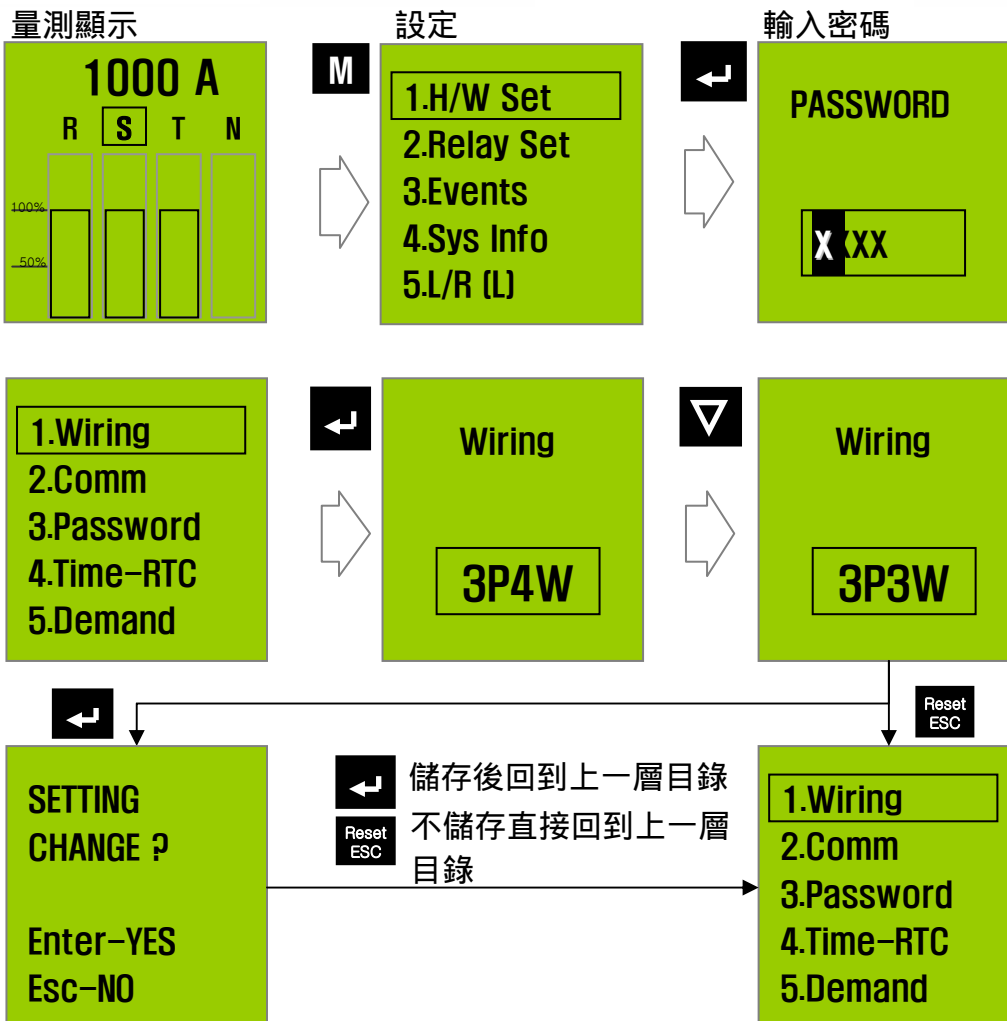 量測顯示
1000 A
R S T N
100%
50%
M
設定
1.H/W Set
2.Relay Set
3.Events
4.Sys Info
5.L/R (L)
輸入密碼
PASSWORD
XXXX
1.Wiring
2.Comm
3.Password
4.Time-RTC
5.Demand
Wiring
3P4W
Wiring
3P3W
Reset
ESC
SETTING
CHANGE ?
Enter-YES
Esc-NO
儲存後回到上一層目錄
Reset
ESC
不儲存直接回到上一層
目錄
1.Wiring
2.Comm
3.Password
4.Time-RTC
5.Demand